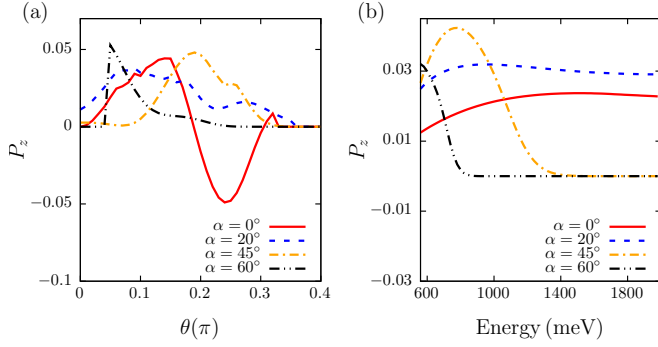 (a)
P_z
0.05
0
−0.05
−0.1
α = 0°
α = 20°
α = 45°
α = 60°
0 0.1 0.2 0.3 0.4
θ(π)
(b)
P_z
0.03
0.01
−0.01
−0.03
α = 0°
α = 20°
α = 45°
α = 60°
600 1000 1400 1800
Energy (meV)